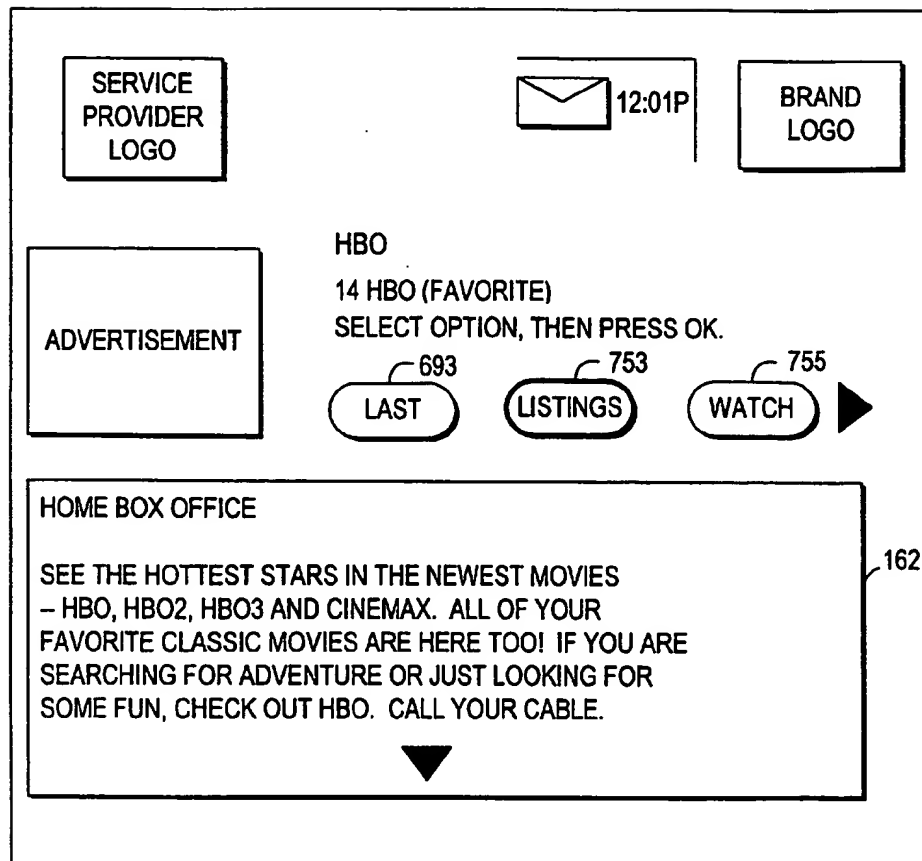 SERVICE
PROVIDER
LOGO
12:01P
BRAND
LOGO
ADVERTISEMENT
HBO
14 HBO (FAVORITE)
SELECT OPTION, THEN PRESS OK.
693
753
755
LAST
LISTINGS
WATCH
HOME BOX OFFICE
SEE THE HOTTEST STARS IN THE NEWEST MOVIES
– HBO, HBO2, HBO3 AND CINEMAX. ALL OF YOUR
FAVORITE CLASSIC MOVIES ARE HERE TOO! IF YOU ARE
SEARCHING FOR ADVENTURE OR JUST LOOKING FOR
SOME FUN, CHECK OUT HBO. CALL YOUR CABLE.
162